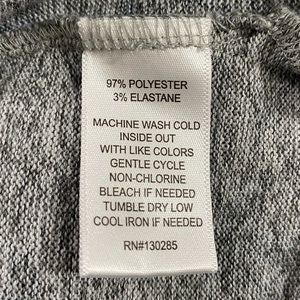 97% POLYESTER
3% ELASTANE
MACHINE WASH COLD
INSIDE OUT
WITH LIKE COLORS
GENTLE CYCLE
NON-CHLORINE
BLEACH IF NEEDED
TUMBLE DRY LOW
COOL IRON IF NEEDED
RN#130285